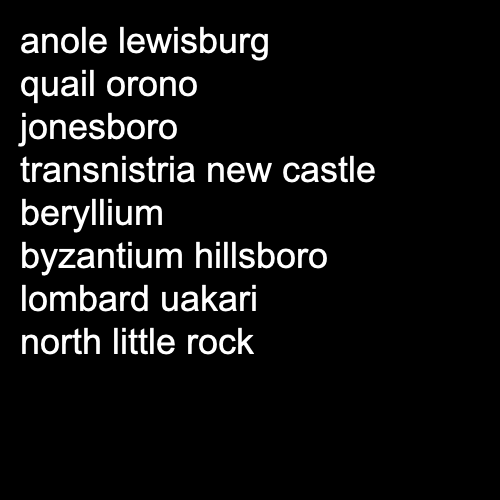 anole lewisburg
quail orono
jonesboro
transnistria new castle
beryllium
byzantium hillsboro
lombard uakari
north little rock